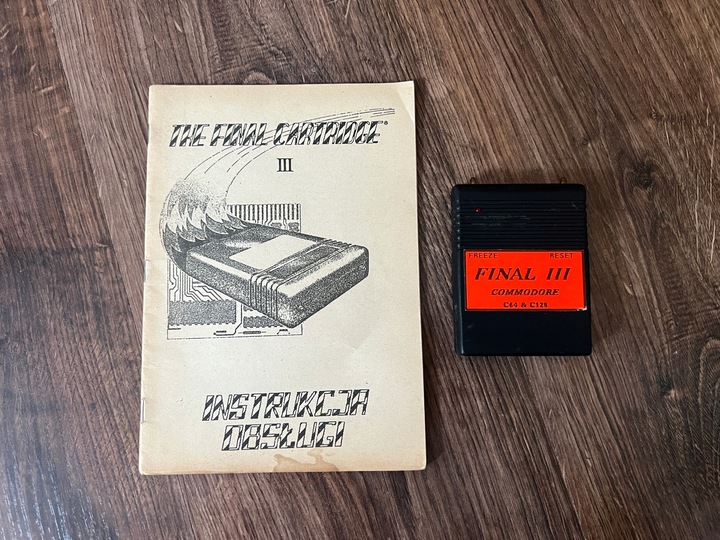 THE FINAL CARTRIDGE®
III
INSTRUKCJA
OBSŁUGI
FREEZE RESET
FINAL III
COMMODORE
C64 & C128